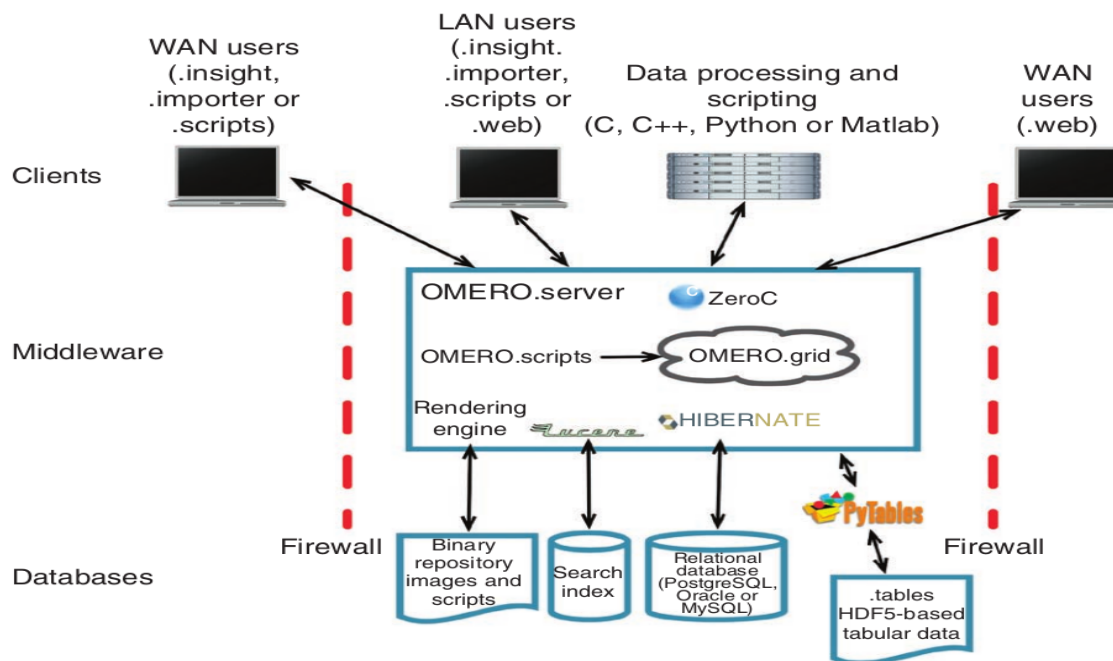 WAN users
(.insight,
.importer or
.scripts)
LAN users
(.insight.
.importer,
.scripts or
.web)
Data processing and
scripting
(C, C++, Python or Matlab)
WAN
users
(.web)
Clients
OMERO.server
C
ZeroC
Middleware
OMERO.scripts
OMERO.grid
Rendering
engine
Lucene
HIBERNATE
PyTables
Firewall
Firewall
Databases
Binary
repository
images and
scripts
Search
index
Relational
database
(PostgreSQL,
Oracle or
MySQL)
.tables
HDF5-based
tabular data